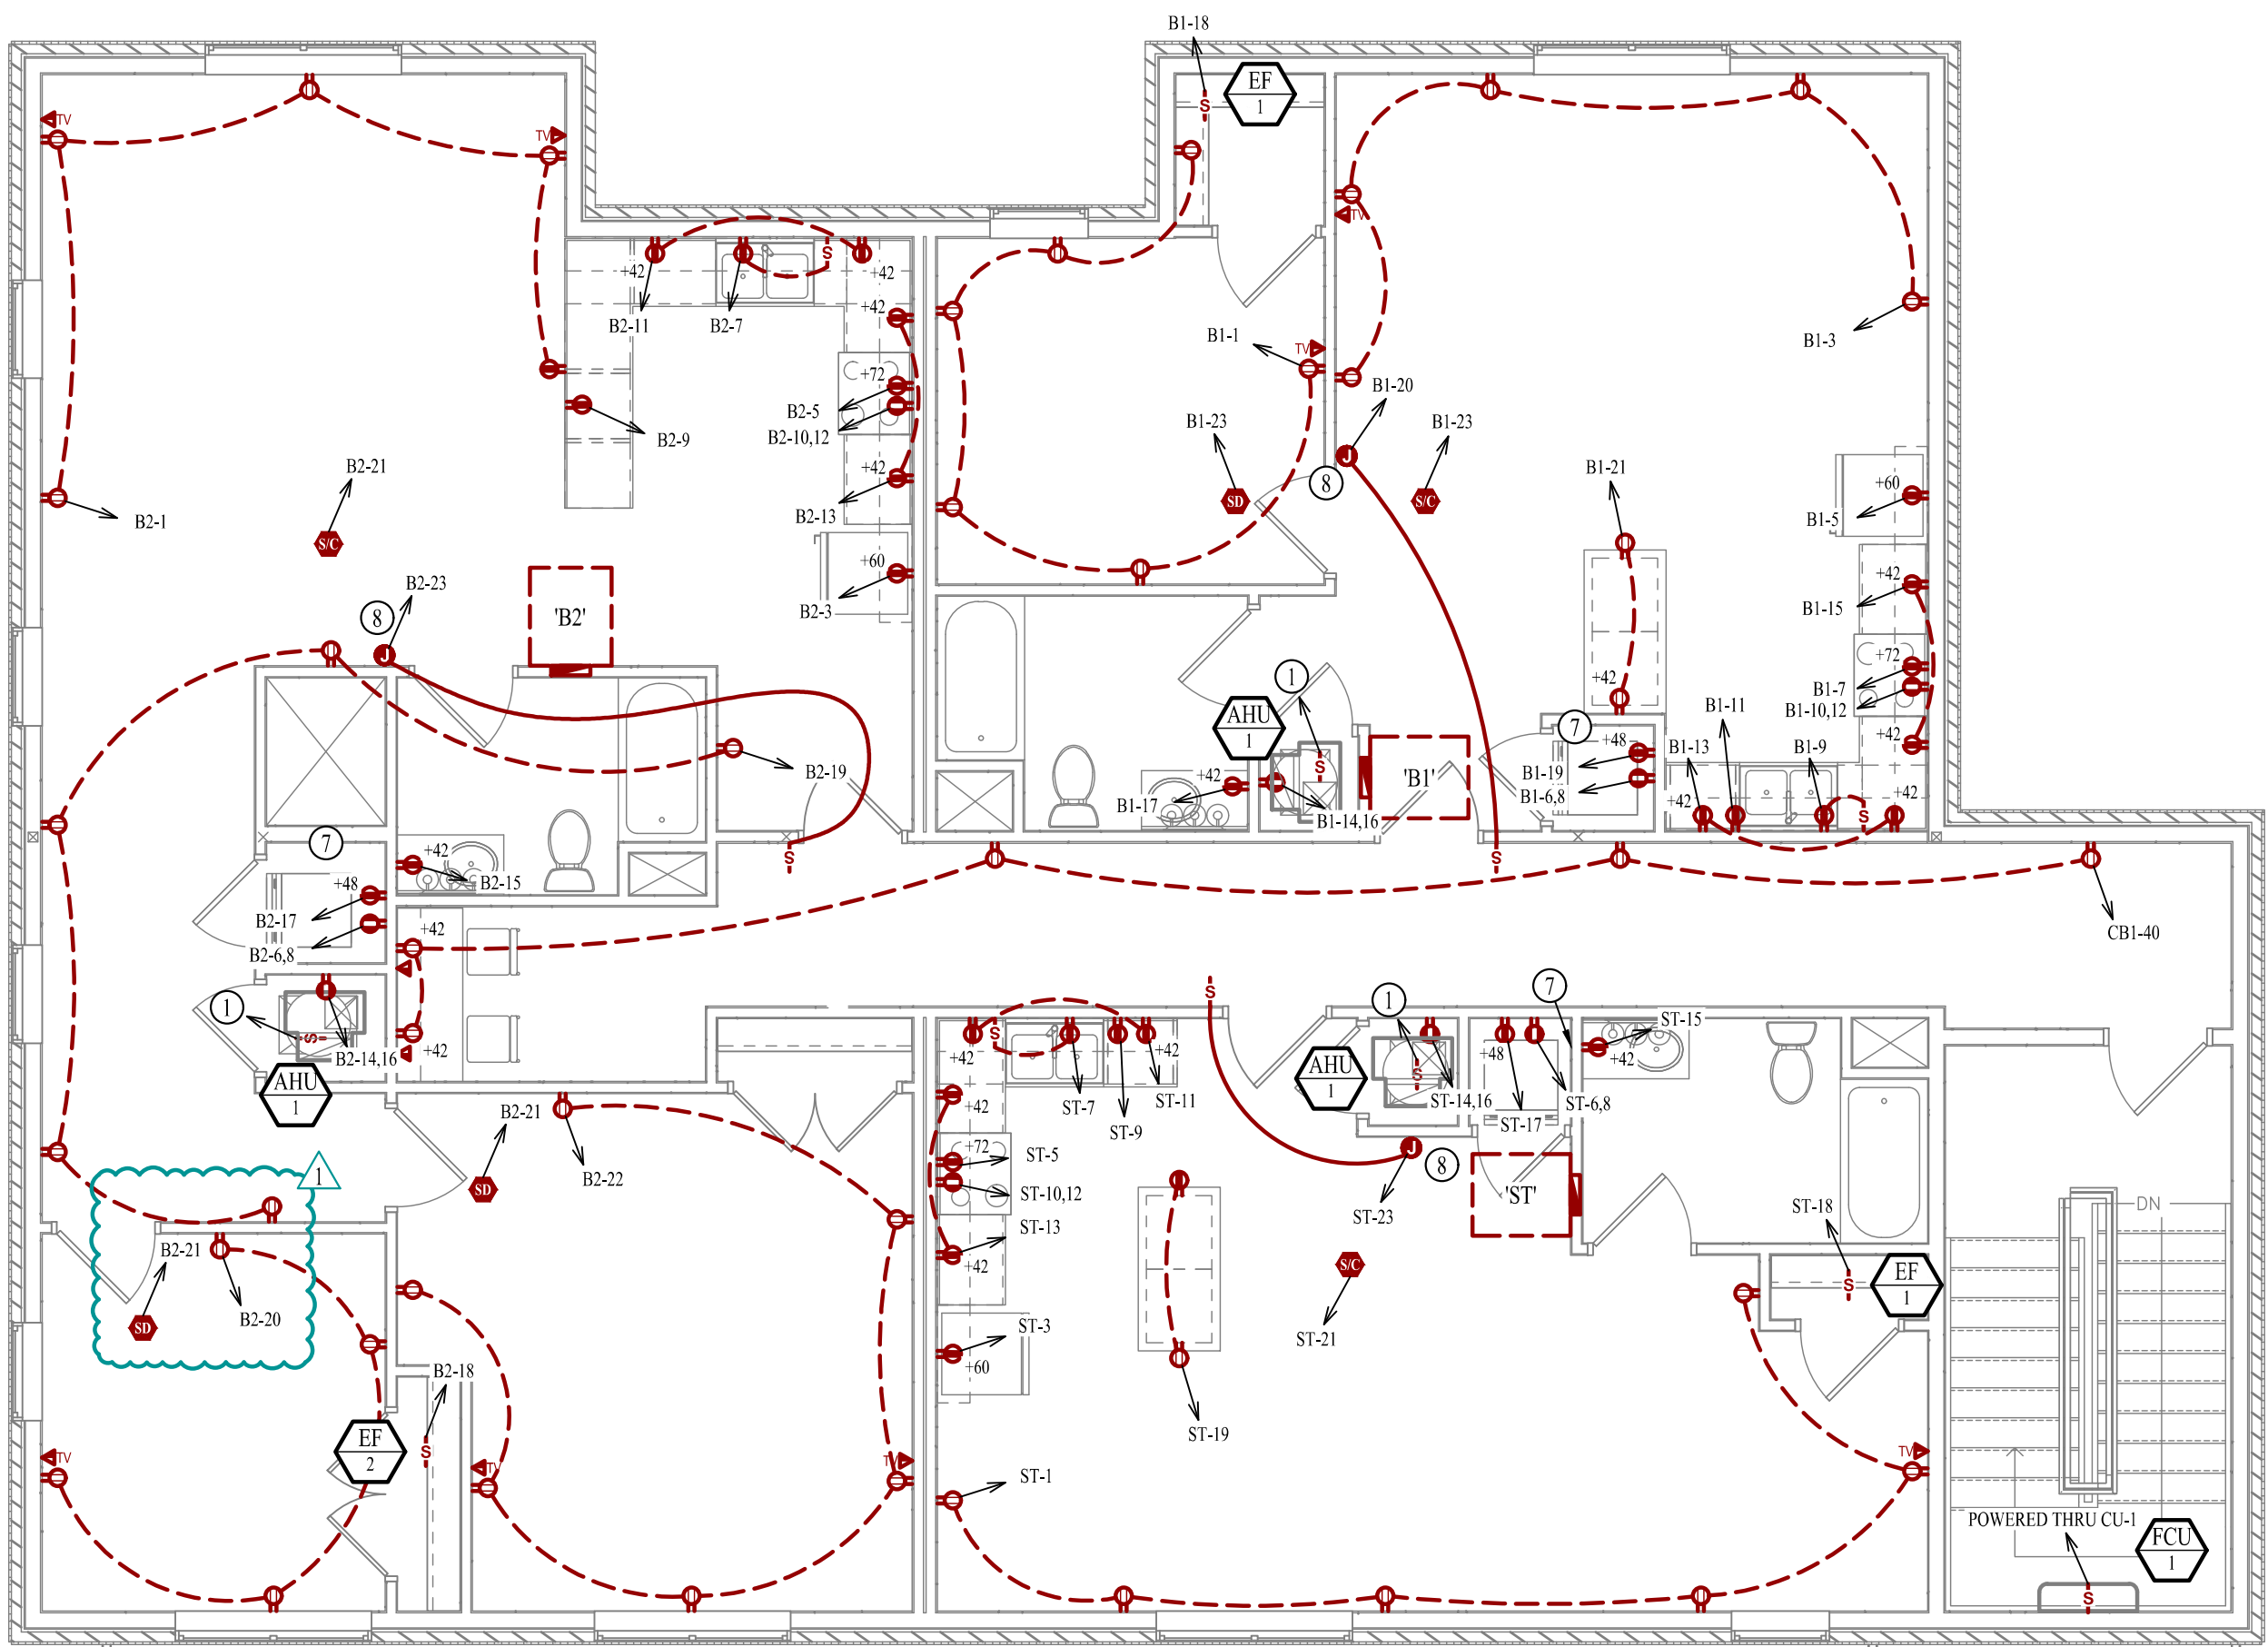 B1-18
EF
1
S
TV
TV
TV
+42
S
+42
B2-11
B2-7
+42
B1-1
TV
B1-3
+72
B2-5
B2-10,12
B2-9
B1-20
B1-23
B1-23
B2-21
+42
B2-13
B2-1
S/C
8
J
SD
S/C
B1-21
+60
B1-5
+60
B2-3
B2-23
8
'B2'
J
+42
B1-15
1
AHU
1
+72
B1-7
B1-10,12
+42
B1-11
B1-13
B1-9
7
+48
B1-19
B1-6,8
+42
S
+42
B2-19
+42
B1-17
S
B1-14,16
'B1'
7
+42
B2-15
S
S
+48
B2-17
B2-6,8
+42
CB1-40
1
S
B2-14,16
+42
AHU
1
S
+42
S
+42
ST-7
ST-9
ST-11
+42
1
AHU
1
S
ST-14,16
7
+48
ST-17
ST-6,8
ST-15
+42
B2-21
B2-22
SD
+72
ST-5
ST-10,12
ST-13
+42
J
8
ST-23
'ST'
ST-18
S
EF
1
DN
1
B2-21
B2-20
SD
S/C
ST-21
ST-3
+60
B2-18
S
EF
2
TV
TV
TV
ST-19
ST-1
TV
POWERED THRU CU-1
FCU
1
S